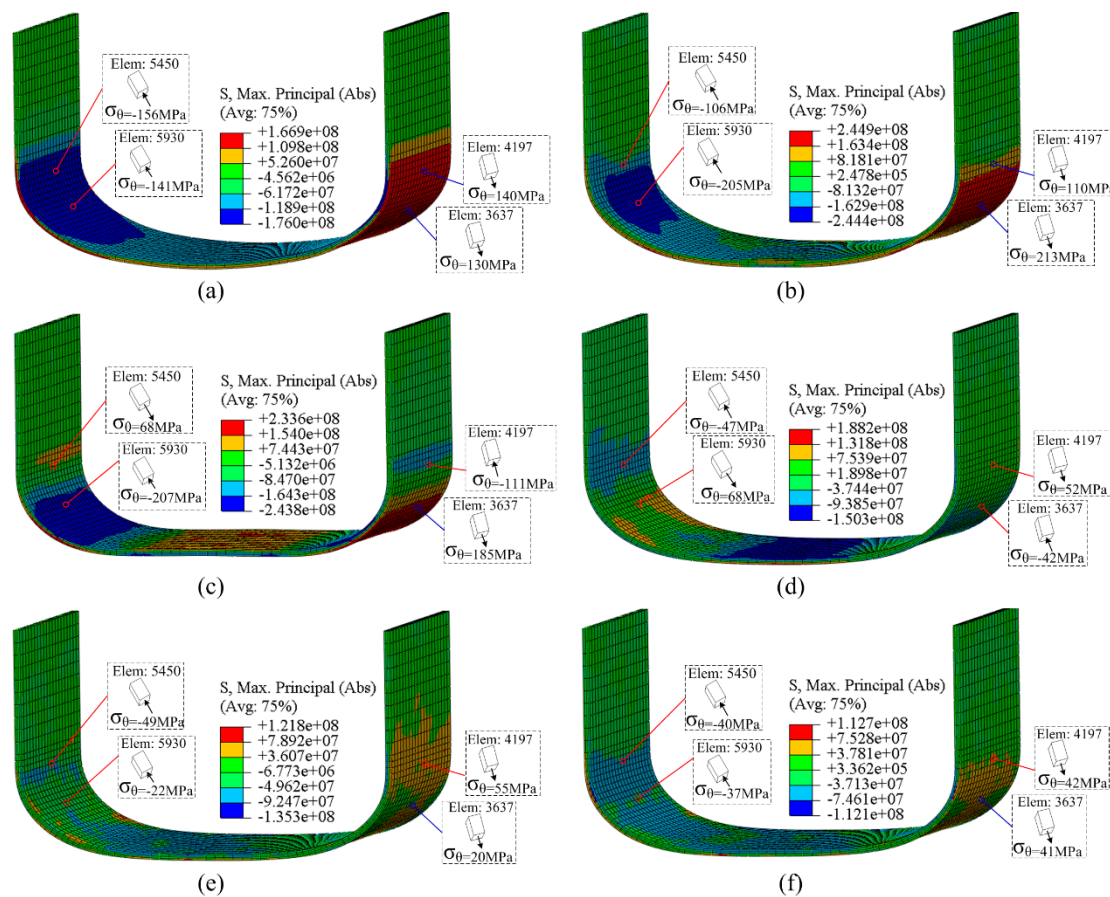 Elem: 5450
σθ=-156MPa
Elem: 5930
σθ=-141MPa
S, Max. Principal (Abs)
(Avg: 75%)
+1.669e+08
+1.098e+08
+5.260e+07
-4.562e+06
-6.172e+07
-1.189e+08
-1.760e+08
Elem: 4197
σθ=140MPa
Elem: 3637
σθ=130MPa
(a)
Elem: 5450
σθ=-106MPa
Elem: 5930
σθ=-205MPa
S, Max. Principal (Abs)
(Avg: 75%)
+2.449e+08
+1.634e+08
+8.181e+07
+2.478e+05
-8.132e+07
-1.629e+08
-2.444e+08
Elem: 4197
σθ=110MPa
Elem: 3637
σθ=213MPa
(b)
Elem: 5450
σθ=68MPa
Elem: 5930
σθ=-207MPa
S, Max. Principal (Abs)
(Avg: 75%)
+2.336e+08
+1.540e+08
+7.443e+07
-5.132e+06
-8.470e+07
-1.643e+08
-2.438e+08
Elem: 4197
σθ=-111MPa
Elem: 3637
σθ=185MPa
(c)
Elem: 5450
σθ=-47MPa
Elem: 5930
σθ=68MPa
S, Max. Principal (Abs)
(Avg: 75%)
+1.882e+08
+1.318e+08
+7.539e+07
+1.898e+07
-3.744e+07
-9.385e+07
-1.503e+08
Elem: 4197
σθ=52MPa
Elem: 3637
σθ=-42MPa
(d)
Elem: 5450
σθ=-49MPa
Elem: 5930
σθ=-22MPa
S, Max. Principal (Abs)
(Avg: 75%)
+1.218e+08
+7.892e+07
+3.607e+07
-6.773e+06
-4.962e+07
-9.247e+07
-1.353e+08
Elem: 4197
σθ=55MPa
Elem: 3637
σθ=20MPa
(e)
Elem: 5450
σθ=-40MPa
Elem: 5930
σθ=-37MPa
S, Max. Principal (Abs)
(Avg: 75%)
+1.127e+08
+7.528e+07
+3.781e+07
+3.362e+05
-3.713e+07
-7.461e+07
-1.121e+08
Elem: 4197
σθ=42MPa
Elem: 3637
σθ=41MPa
(f)